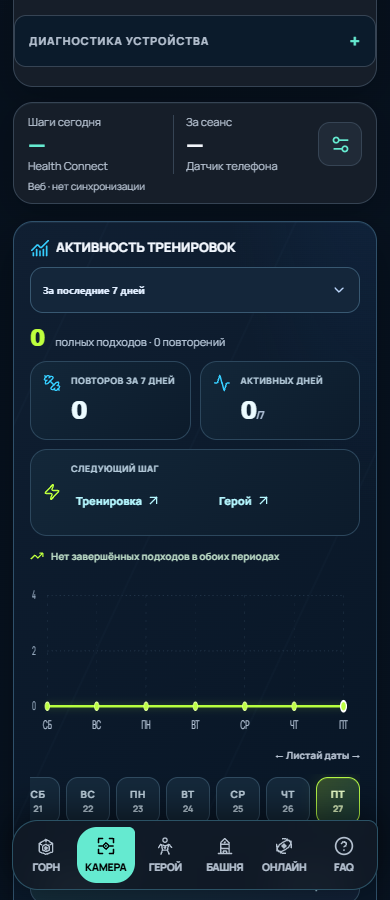 ДИАГНОСТИКА УСТРОЙСТВА +
Шаги сегодня
—
Health Connect
Веб · нет синхронизации
За сеанс
—
Датчик телефона
АКТИВНОСТЬ ТРЕНИРОВОК
За последние 7 дней
0 полных подходов · 0 повторений
ПОВТОРОВ ЗА 7 ДНЕЙ
0
АКТИВНЫХ ДНЕЙ
0/7
СЛЕДУЮЩИЙ ШАГ
Тренировка ↗ Герой ↗
Нет завершённых подходов в обоих периодах
4
2
0
СБ ВС ПН ВТ СР ЧТ ПТ
← Листай даты →
СБ ВС ПН ВТ СР ЧТ ПТ
21 22 23 24 25 26 27
ГОРН КАМЕРА ГЕРОЙ БАШНЯ ОНЛАЙН FAQ